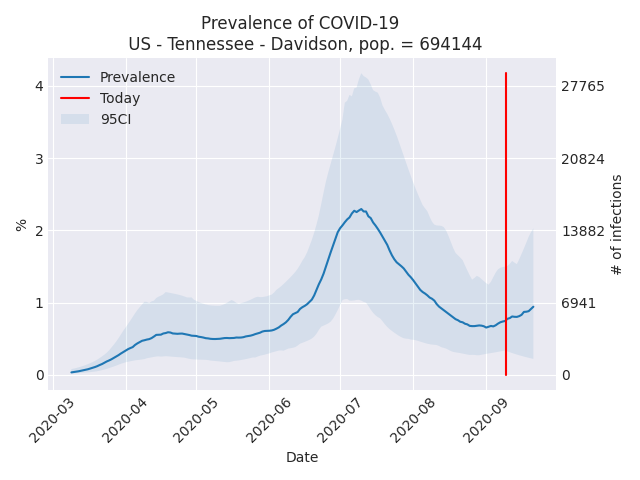 Prevalence of COVID-19
US - Tennessee - Davidson, pop. = 694144
Prevalence
Today
95CI
%
4
3
2
1
0
27765
20824
13882
6941
0
# of infections
2020-03
2020-04
2020-05
2020-06
2020-07
2020-08
2020-09
Date